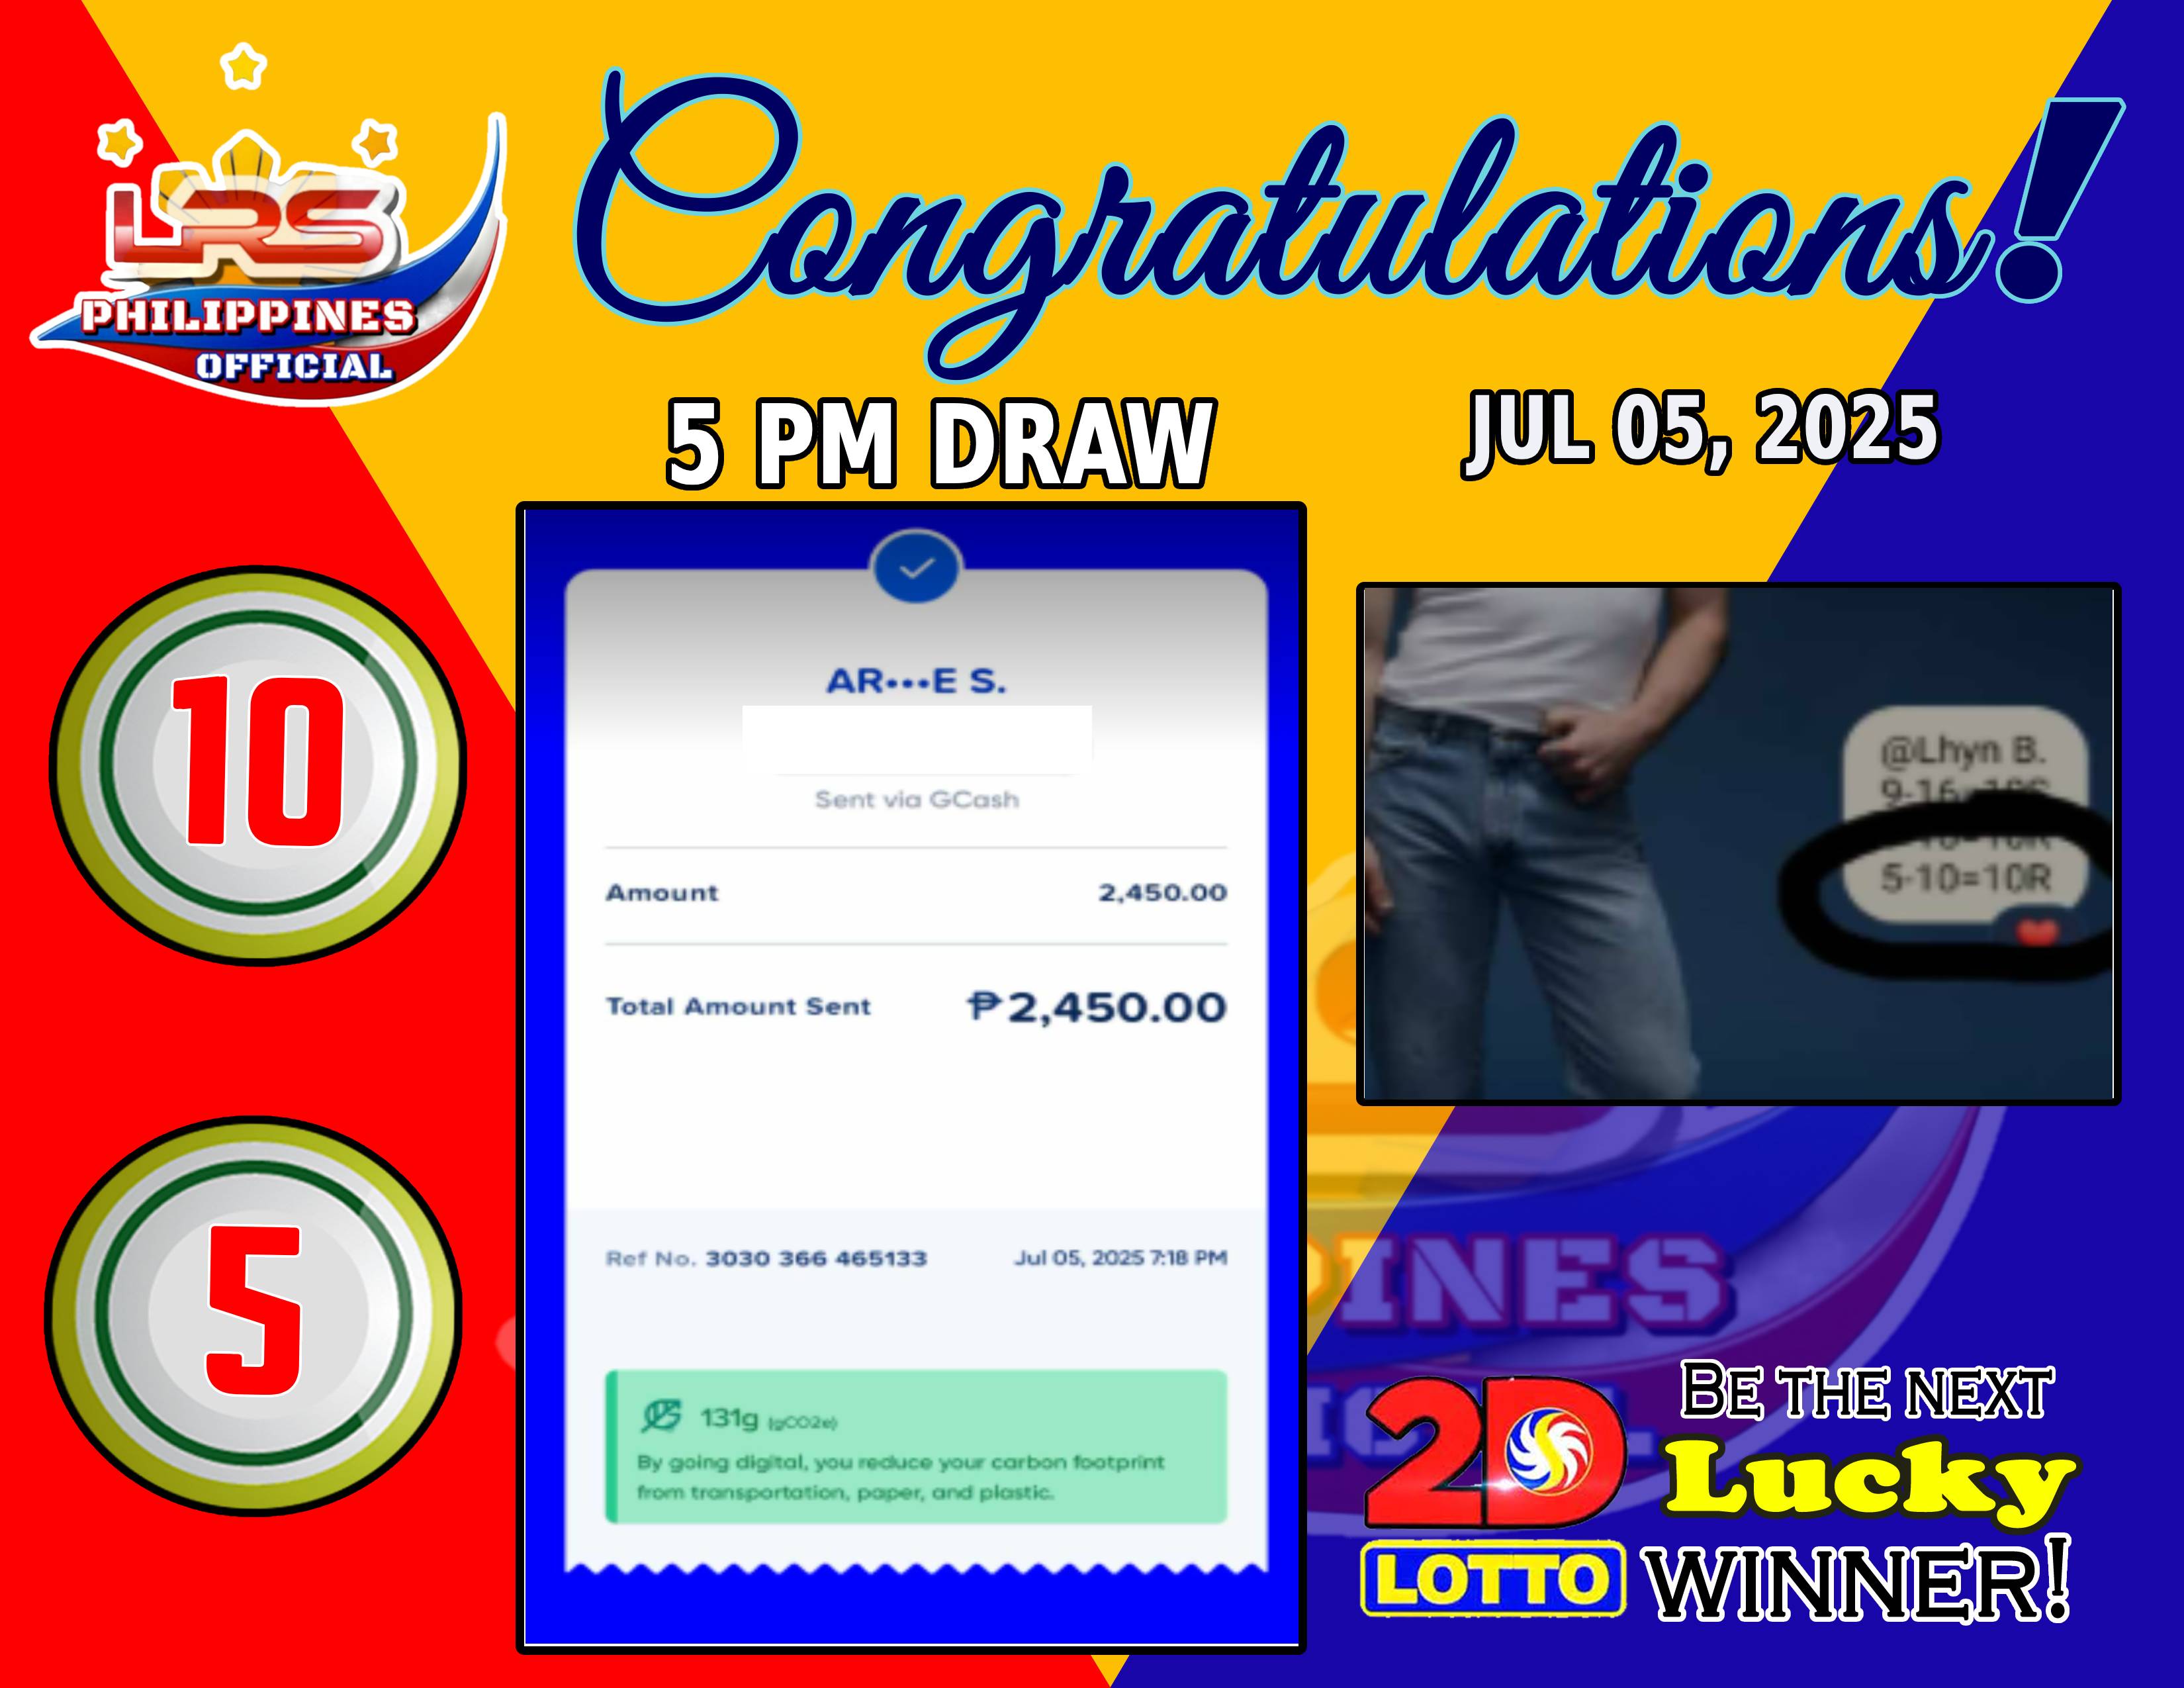 LRS
PHILIPPINES
OFFICIAL
Congratulations!
5 PM DRAW
JUL 05, 2025
10
5
AR•••E S.
Sent via GCash
Amount 2,450.00
Total Amount Sent ₱2,450.00
Ref No. 3030 366 465133 Jul 05, 2025 7:18 PM
131g (gCO2e)
By going digital, you reduce your carbon footprint
from transportation, paper, and plastic.
@Lhyn B.
5-10=10R
PINES
2D
LOTTO
BE THE NEXT
Lucky
WINNER!